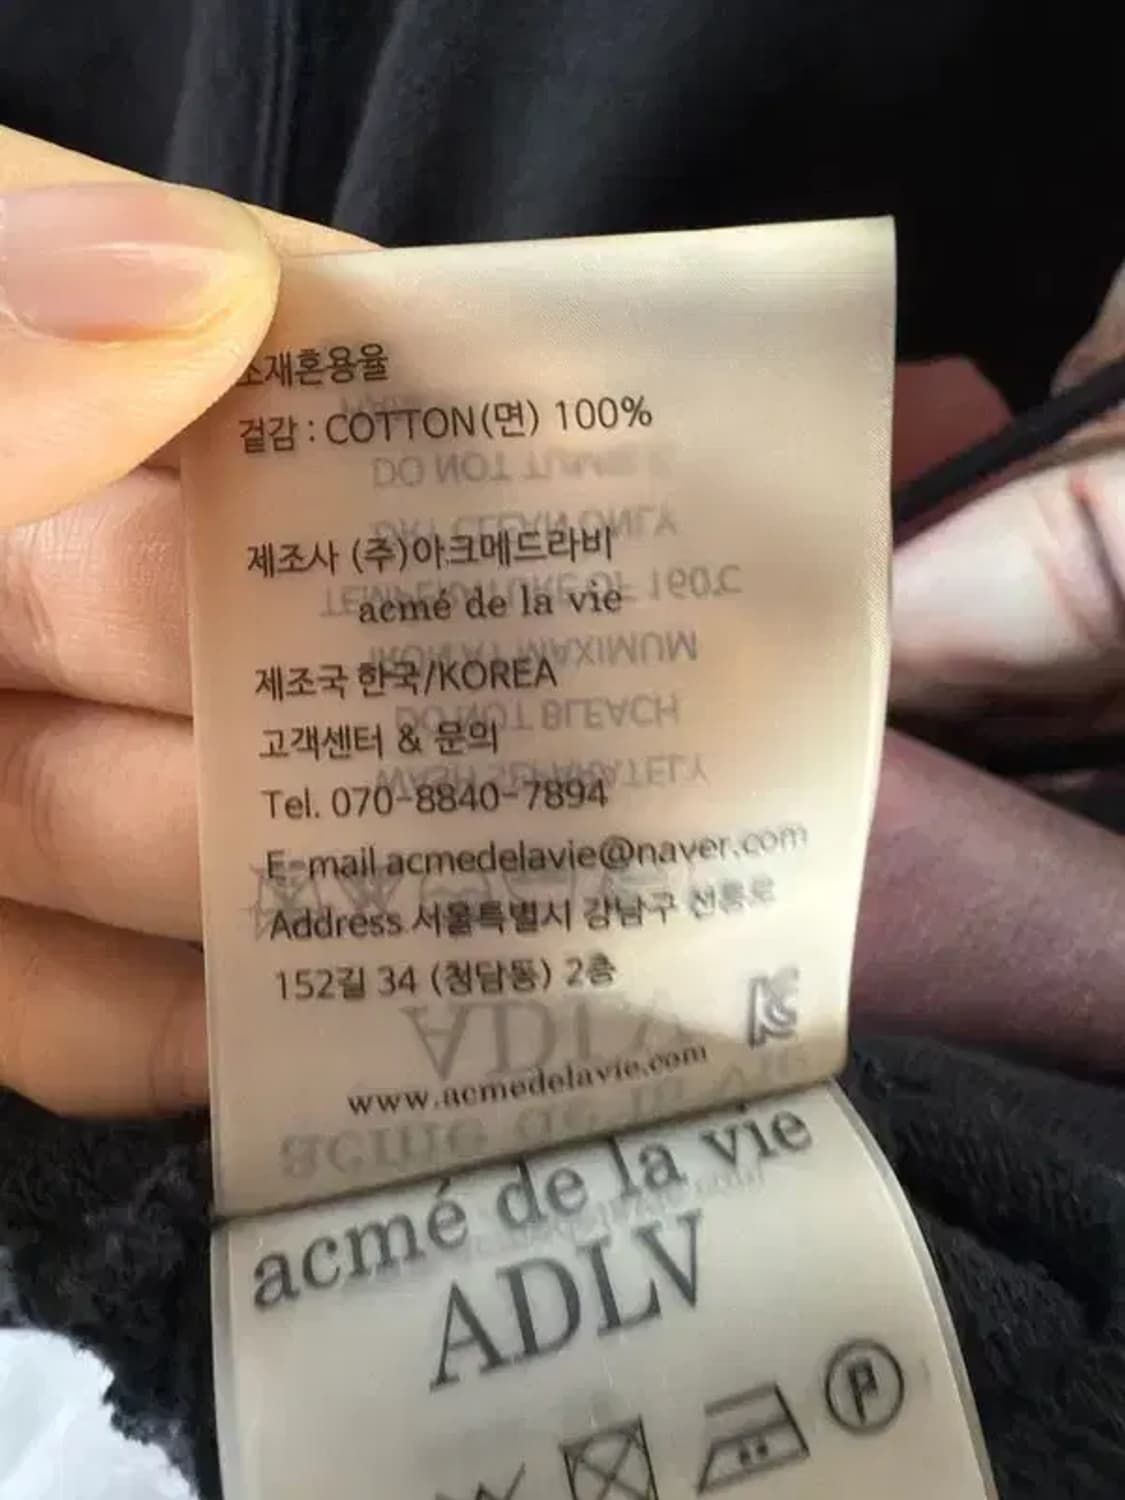 소재혼용율
겉감 : COTTON(면) 100%
제조사 (주)아크메드라비
acmé de la vie
제조국 한국/KOREA
고객센터 & 문의
Tel. 070-8840-7894
E-mail acmedelavie@naver.com
Address 서울특별시 강남구 선릉로
152길 34 (청담동) 2층
www.acmedelavie.com
acmé de la vie
ADLV
P